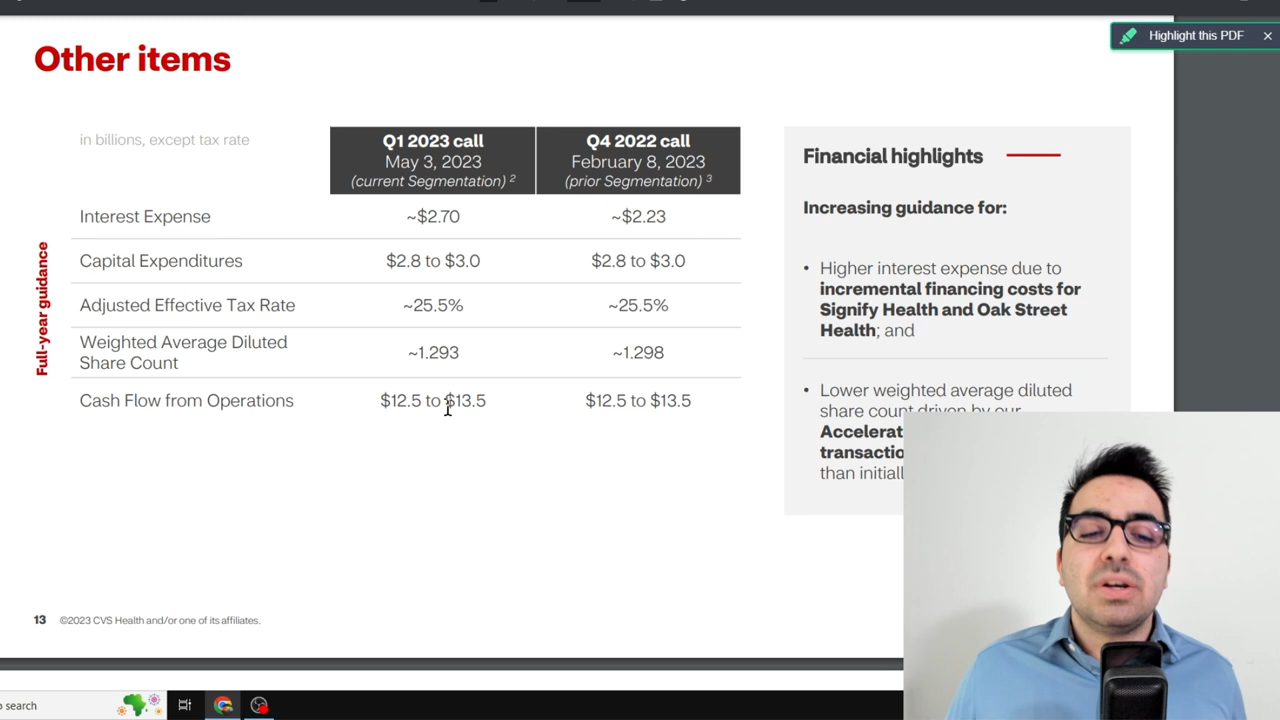 Highlight this PDF
Other items
in billions, except tax rate
Q1 2023 call
May 3, 2023
(current Segmentation) 2
Q4 2022 call
February 8, 2023
(prior Segmentation) 3
Full-year guidance
Interest Expense ~$2.70 ~$2.23
Capital Expenditures $2.8 to $3.0 $2.8 to $3.0
Adjusted Effective Tax Rate ~25.5% ~25.5%
Weighted Average Diluted
Share Count ~1.293 ~1.298
Cash Flow from Operations $12.5 to $13.5 $12.5 to $13.5
Financial highlights
Increasing guidance for:
• Higher interest expense due to
incremental financing costs for
Signify Health and Oak Street
Health; and
• Lower weighted average diluted
share count driven by our
than
13 ©2023 CVS Health and/or one of its affiliates.
search